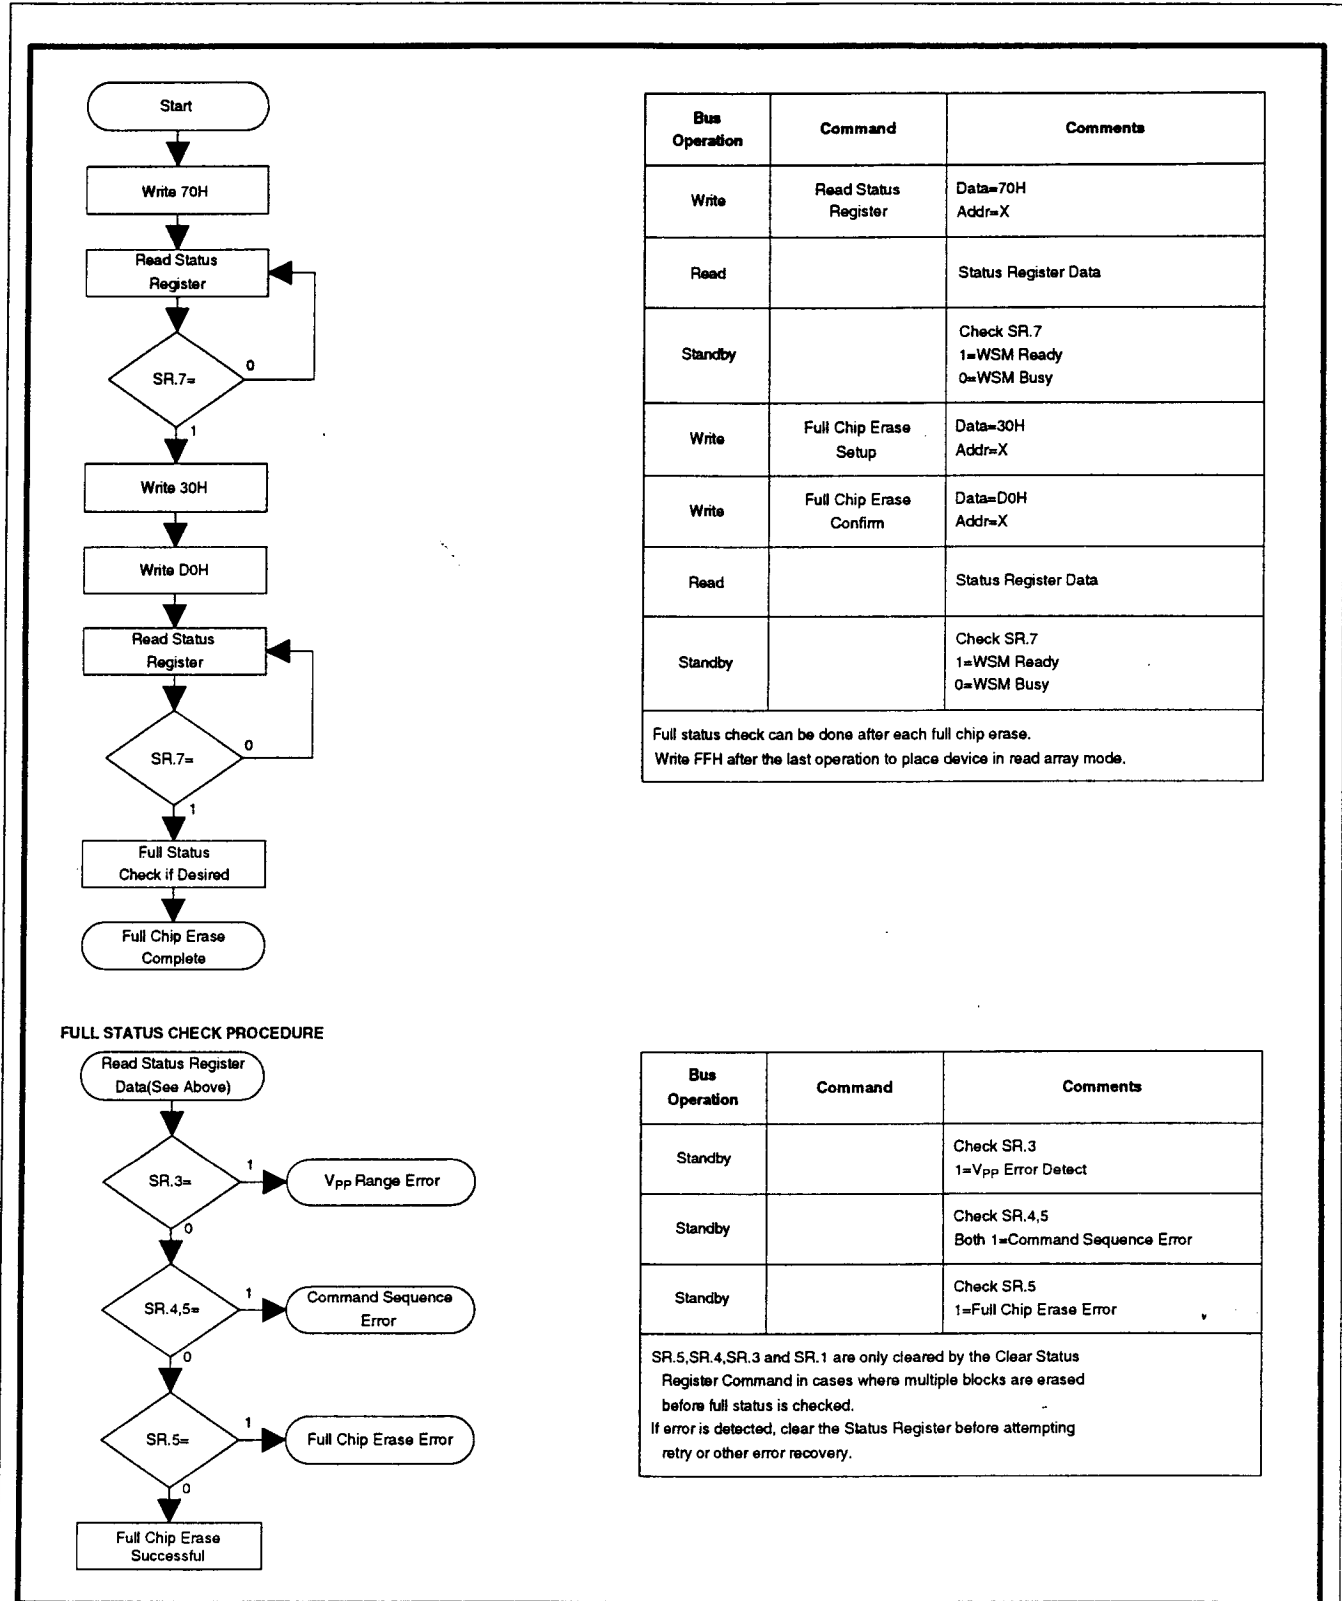 Start
Write 70H
Read Status
Register
SR.7=
0
1
Write 30H
Write D0H
Read Status
Register
SR.7=
0
1
Full Status
Check if Desired
Full Chip Erase
Complete
Bus
Operation
Command
Comments
Write
Read Status
Register
Data=70H
Addr=X
Read
Status Register Data
Standby
Check SR.7
1=WSM Ready
0=WSM Busy
Write
Full Chip Erase
Setup
Data=30H
Addr=X
Write
Full Chip Erase
Confirm
Data=D0H
Addr=X
Read
Status Register Data
Standby
Check SR.7
1=WSM Ready
0=WSM Busy
Full status check can be done after each full chip erase.
Write FFH after the last operation to place device in read array mode.
FULL STATUS CHECK PROCEDURE
Read Status Register
Data(See Above)
SR.3=
1
VPP Range Error
0
SR.4,5=
1
Command Sequence
Error
0
SR.5=
1
Full Chip Erase Error
0
Full Chip Erase
Successful
Bus
Operation
Command
Comments
Standby
Check SR.3
1=VPP Error Detect
Standby
Check SR.4,5
Both 1=Command Sequence Error
Standby
Check SR.5
1=Full Chip Erase Error
SR.5,SR.4,SR.3 and SR.1 are only cleared by the Clear Status
Register Command in cases where multiple blocks are erased
before full status is checked.
If error is detected, clear the Status Register before attempting
retry or other error recovery.